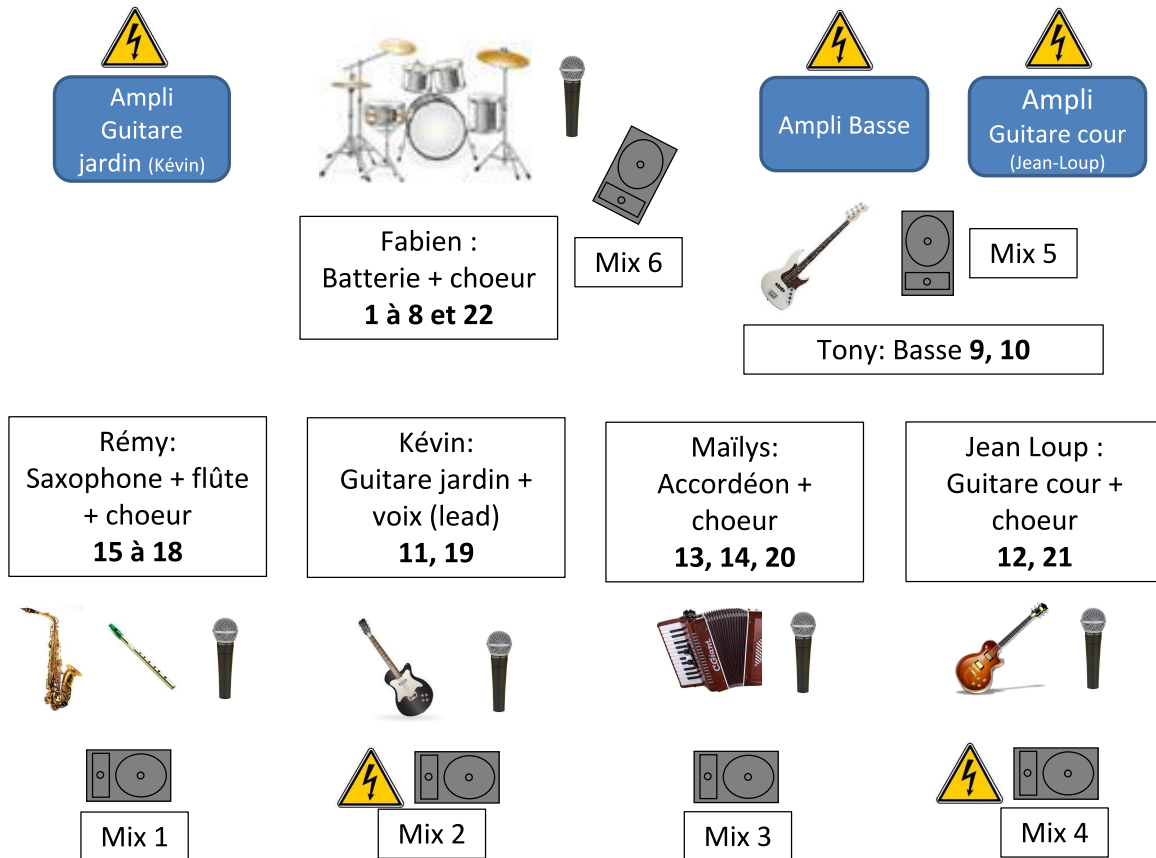 Ampli
Guitare
jardin (Kévin)
Ampli Basse
Ampli
Guitare cour
(Jean-Loup)
Fabien :
Batterie + choeur
1 à 8 et 22
Mix 6
Mix 5
Tony: Basse 9, 10
Rémy:
Saxophone + flûte
+ choeur
15 à 18
Kévin:
Guitare jardin +
voix (lead)
11, 19
Maïlys:
Accordéon +
choeur
13, 14, 20
Jean Loup :
Guitare cour +
choeur
12, 21
Mix 1
Mix 2
Mix 3
Mix 4